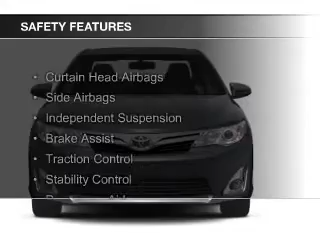 SAFETY FEATURES
• Curtain Head Airbags
• Side Airbags
• Independent Suspension
• Brake Assist
• Traction Control
• Stability Control